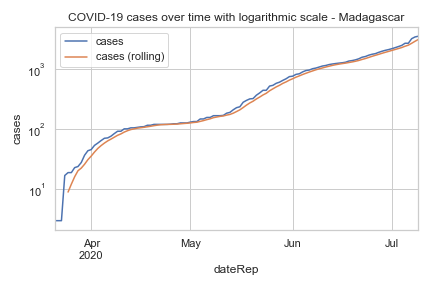 COVID-19 cases over time with logarithmic scale - Madagascar
cases
cases (rolling)
10³
10²
10¹
cases
Apr
2020
May
Jun
Jul
dateRep